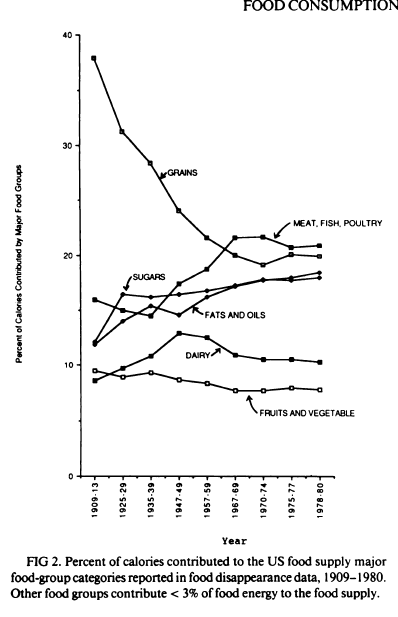 FOOD CONSUMPTION
40
30
20
10
0
Percent of Calories Contributed by Major Food Groups
GRAINS
MEAT, FISH, POULTRY
SUGARS
FATS AND OILS
DAIRY
FRUITS AND VEGETABLE
1909-13
1925-29
1935-39
1947-49
1957-59
1967-69
1970-74
1975-77
1978-80
Year
FIG 2. Percent of calories contributed to the US food supply major
food-group categories reported in food disappearance data, 1909–1980.
Other food groups contribute < 3% of food energy to the food supply.